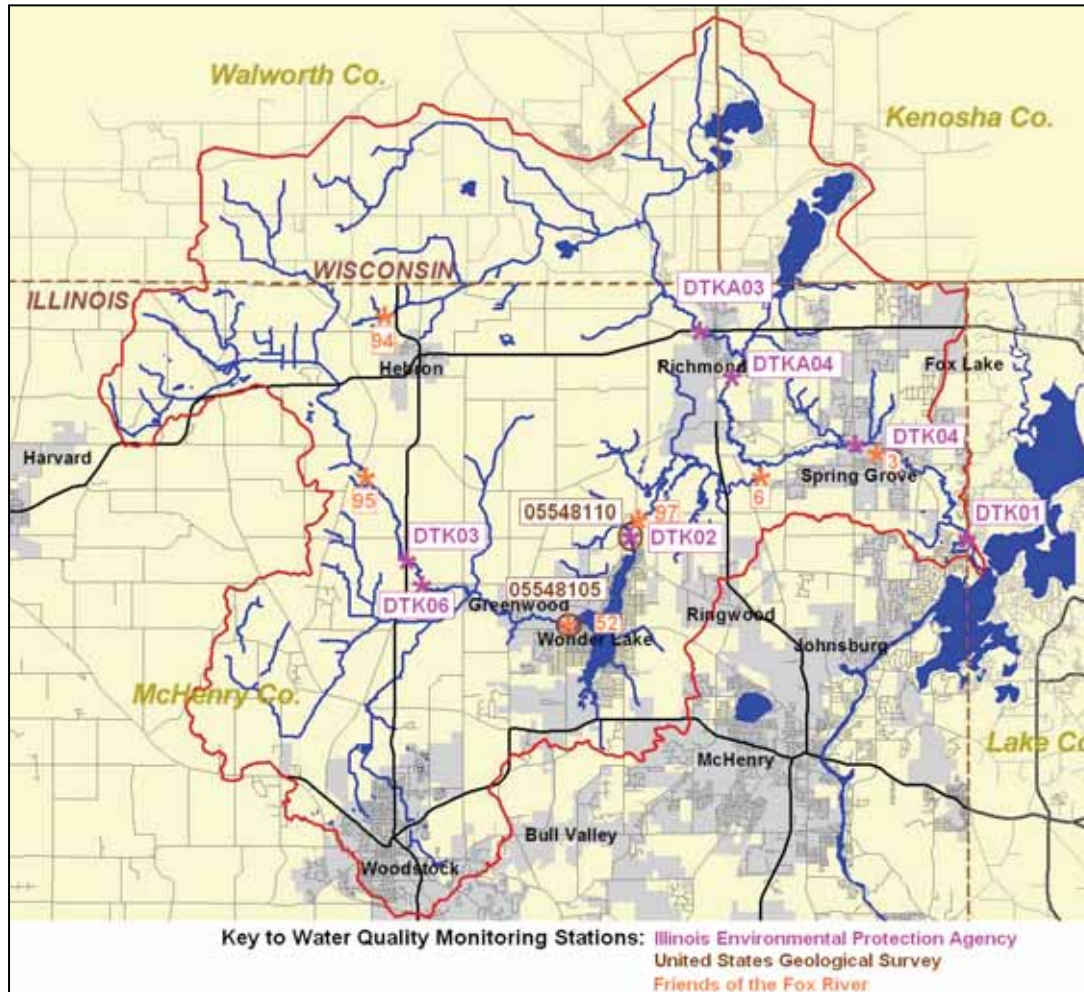 Walworth Co.
Kenosha Co.
WISCONSIN
ILLINOIS
DTKA03
94
Hebron
Richmond
DTKA04
Fox Lake
Harvard
DTK04
3
Spring Grove
95
6
05548110
97
DTK03
DTK02
DTK01
05548105
DTK06
Greenwood
52
Wonder Lake
Ringwood
Johnsburg
McHenry Co.
Lake Co
McHenry
Bull Valley
Woodstock
Key to Water Quality Monitoring Stations: Illinois Environmental Protection Agency
United States Geological Survey
Friends of the Fox River